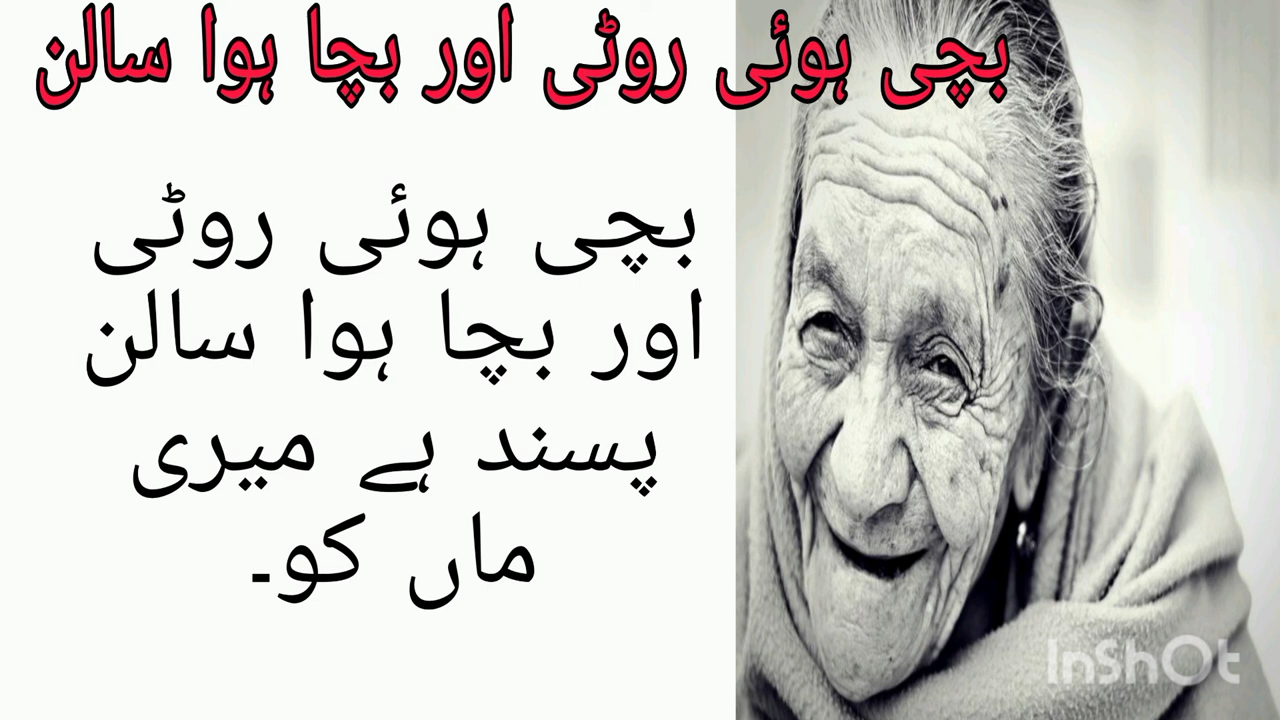 بچی ہوئی روٹی اور بچا ہوا سالن
بچی ہوئی روٹی
اور بچا ہوا سالن
پسند ہے میری
ماں کو۔
InShOt